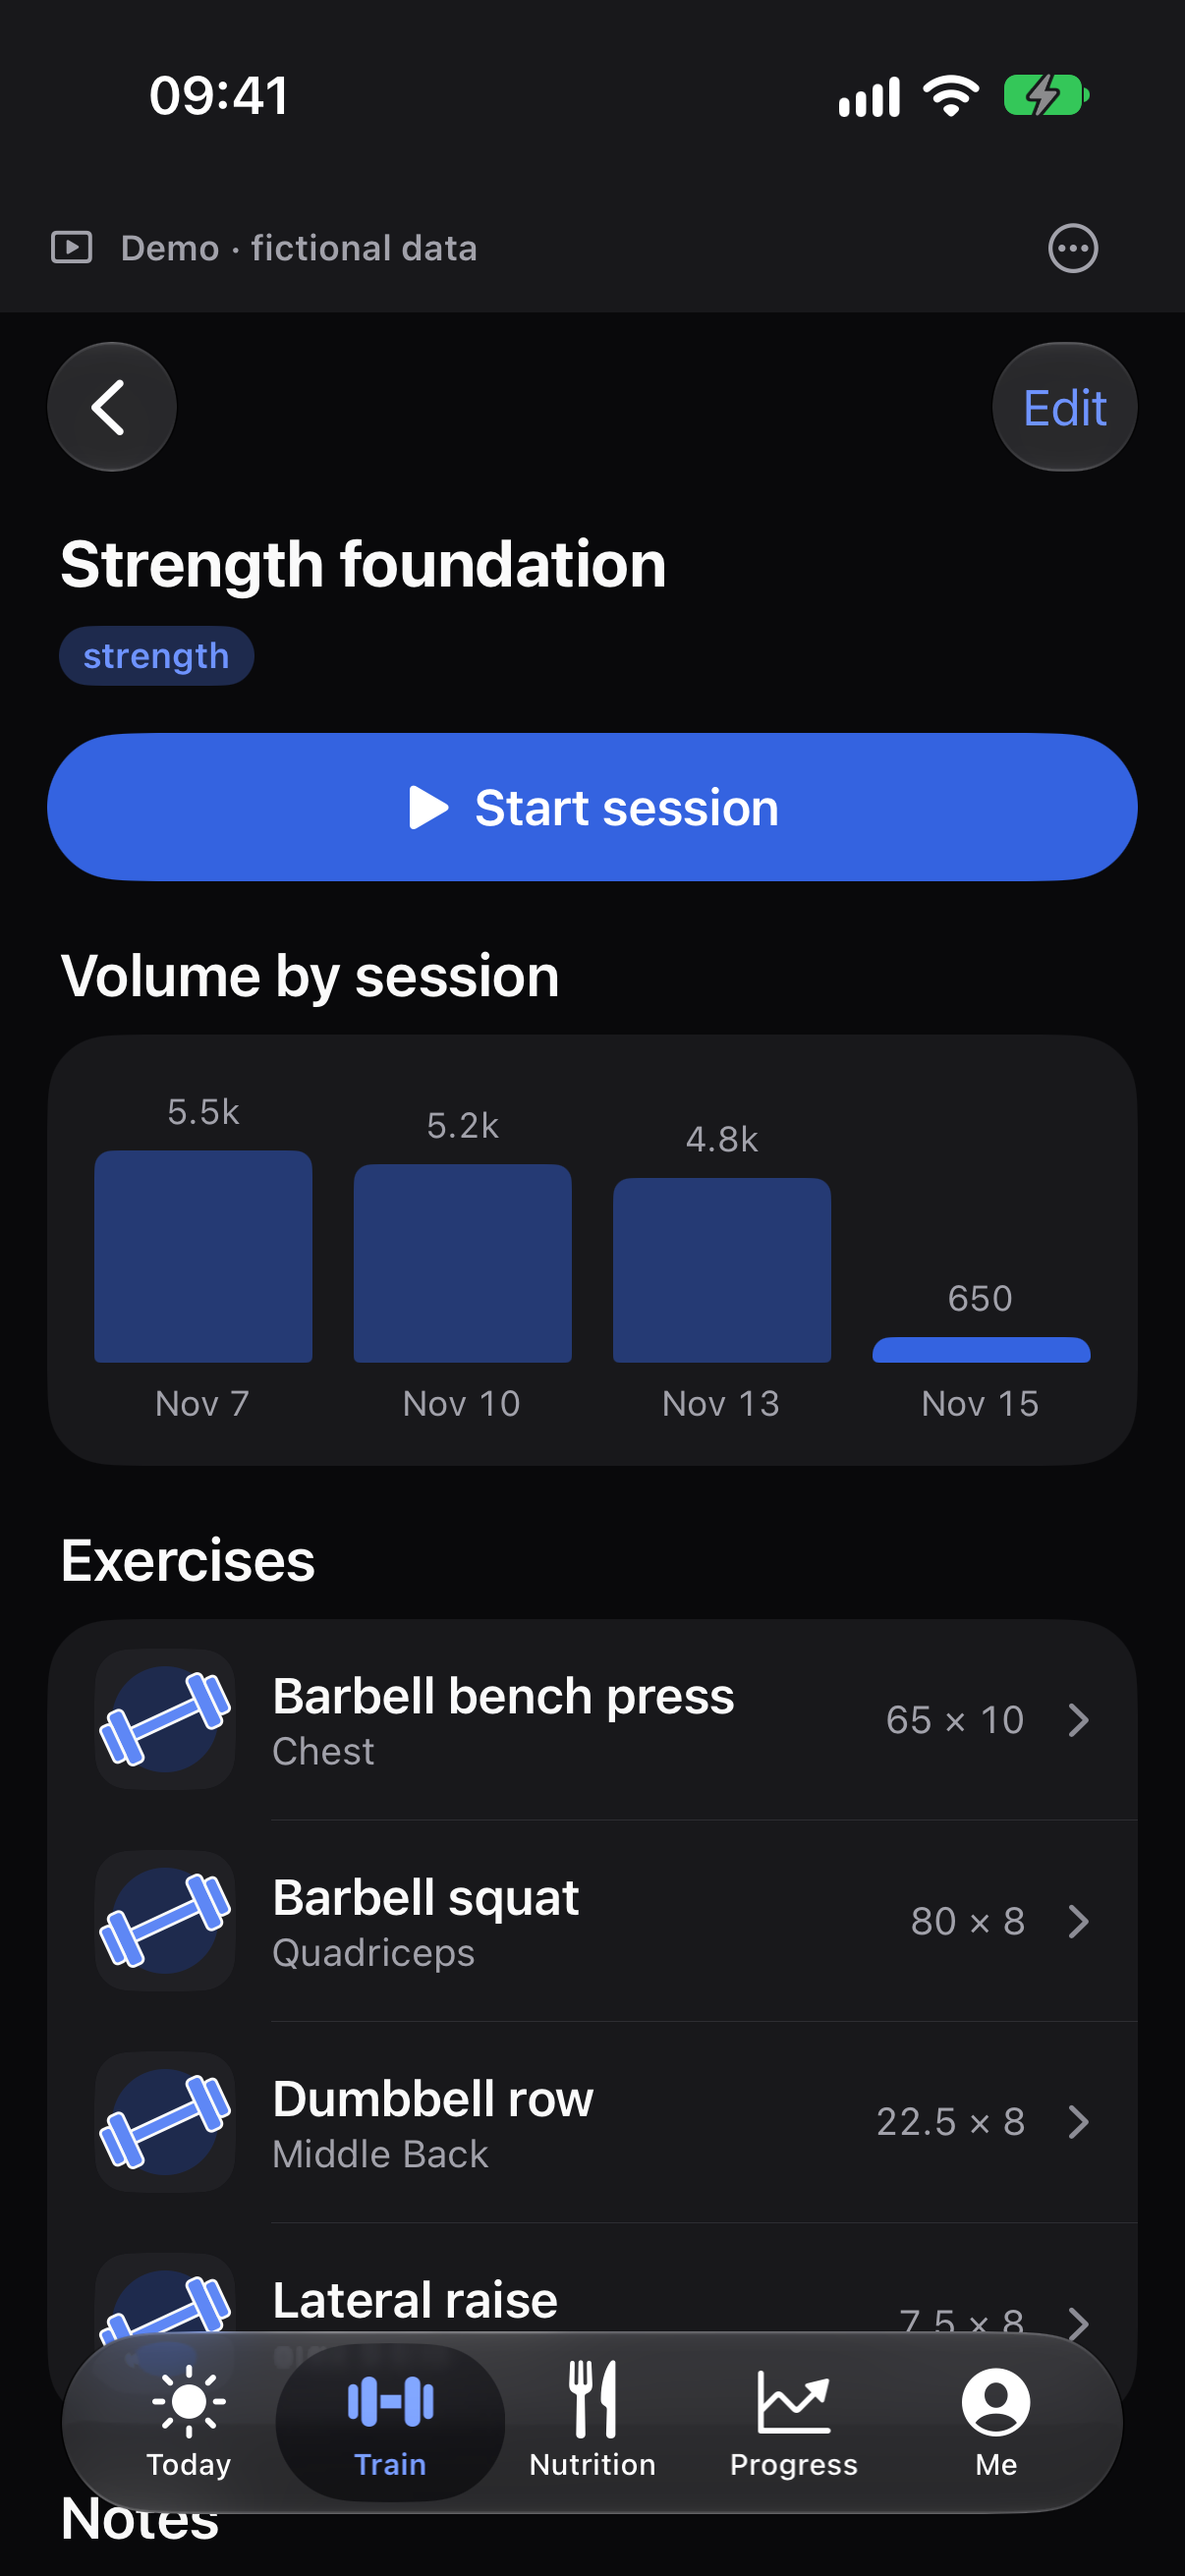 09:41
Demo · fictional data
Edit
Strength foundation
strength
Start session
Volume by session
5.5k
5.2k
4.8k
650
Nov 7
Nov 10
Nov 13
Nov 15
Exercises
Barbell bench press
Chest
65 × 10
Barbell squat
Quadriceps
80 × 8
Dumbbell row
Middle Back
22.5 × 8
Lateral raise
7.5 × 8
Today
Train
Nutrition
Progress
Me
Notes